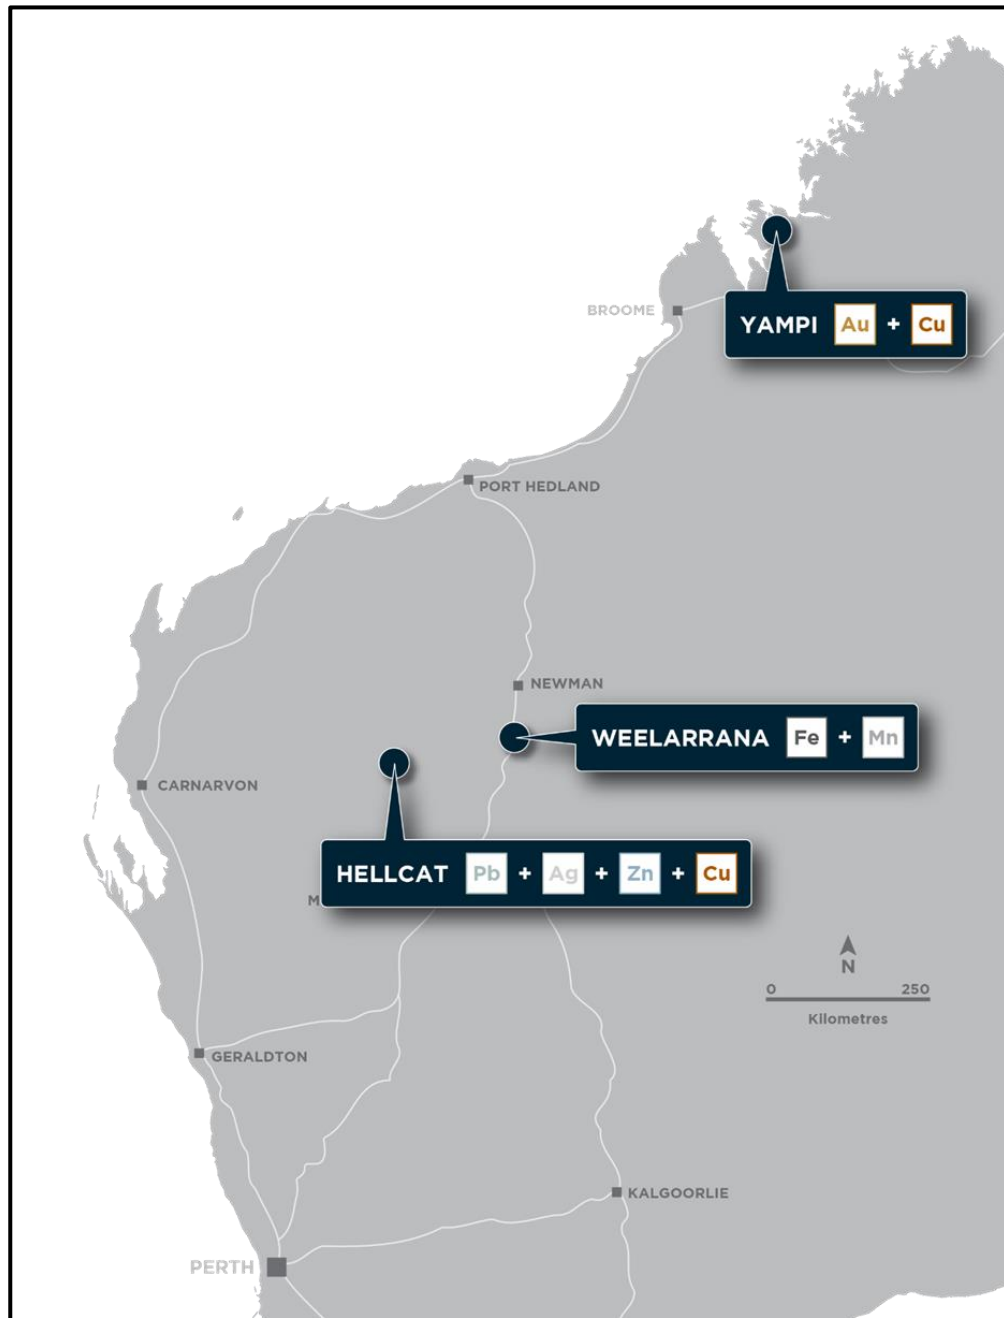 BROOME
YAMPI Au + Cu
PORT HEDLAND
NEWMAN
WEELARRANA Fe + Mn
CARNARVON
HELLCAT Pb + Ag + Zn + Cu
N
0 250
Kilometres
GERALDTON
KALGOORLIE
PERTH